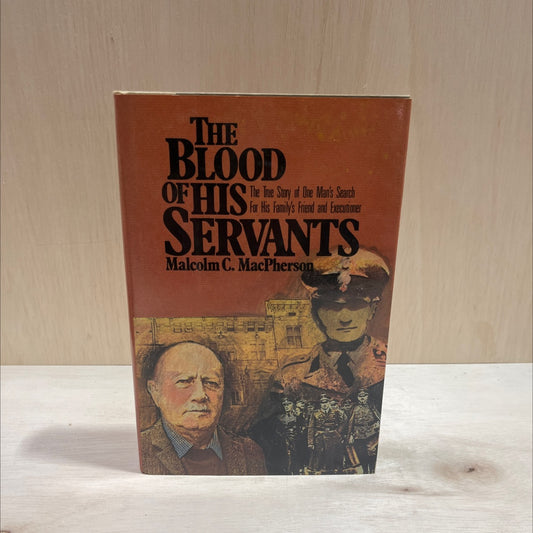 THE
BLOOD
OF HIS
The True Story of One Man's Search
For His Family's Friend and Executioner
SERVANTS
Malcolm C. MacPherson